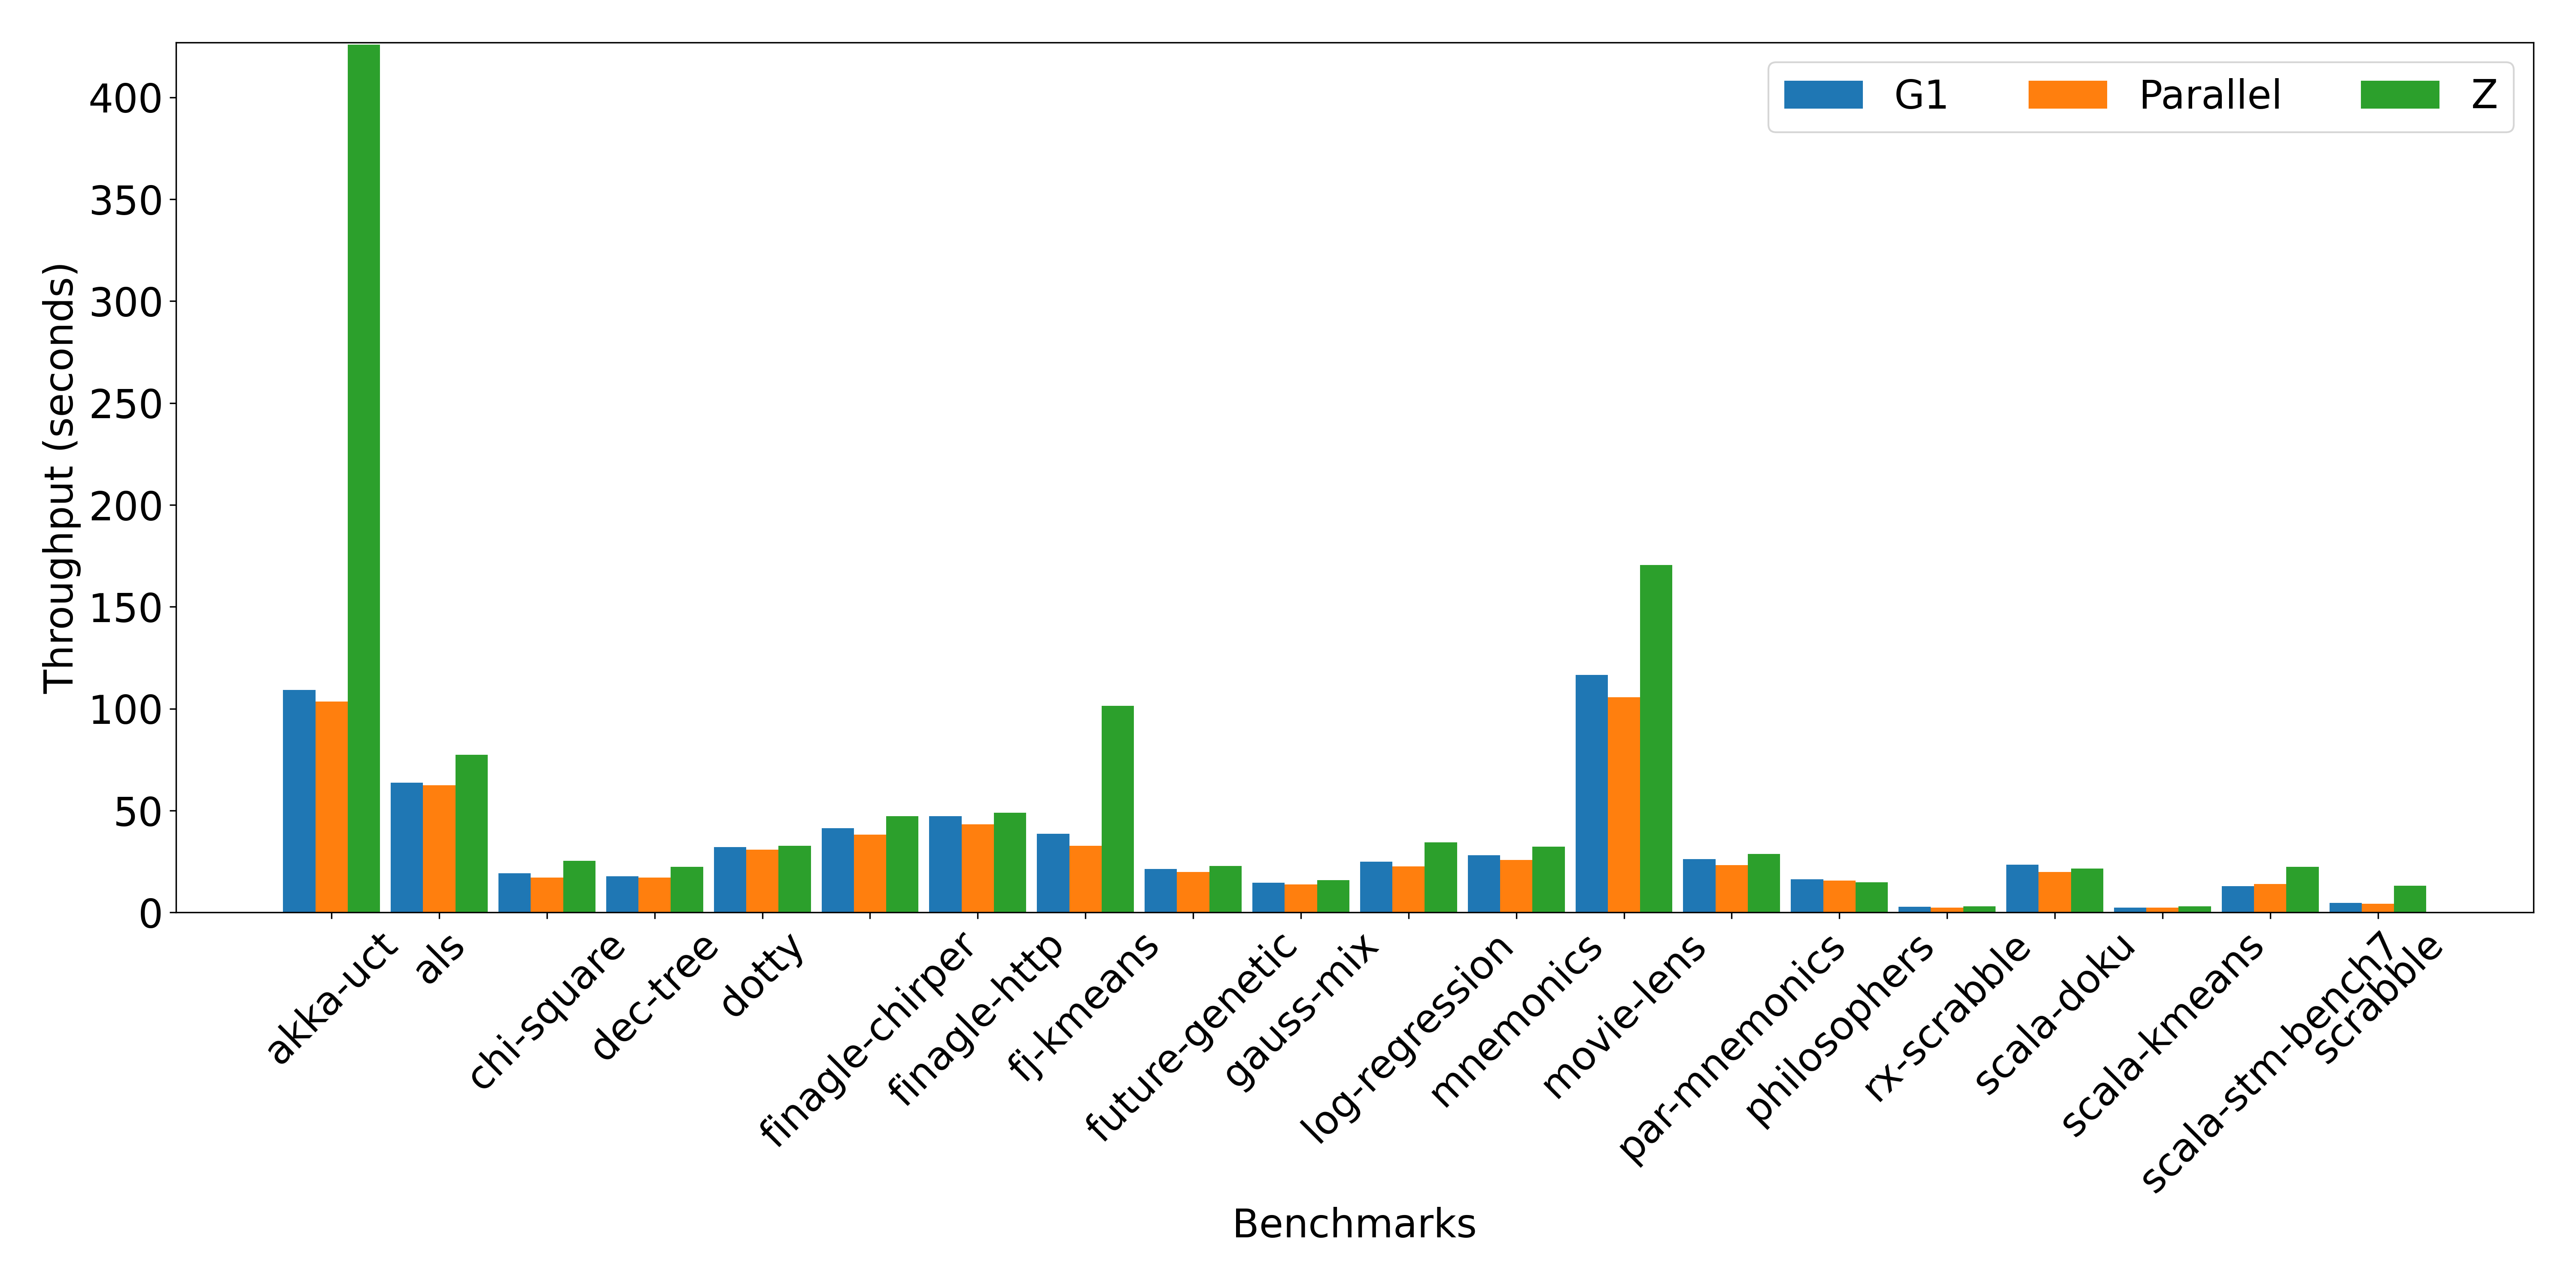 G1 Parallel Z
Throughput (seconds)
400
350
300
250
200
150
100
50
0
akka-uct
als
chi-square
dec-tree
dotty
finagle-chirper
finagle-http
fj-kmeans
future-genetic
gauss-mix
log-regression
mnemonics
movie-lens
par-mnemonics
philosophers
rx-scrabble
scala-doku
scala-kmeans
scala-stm-bench7
scrabble
Benchmarks